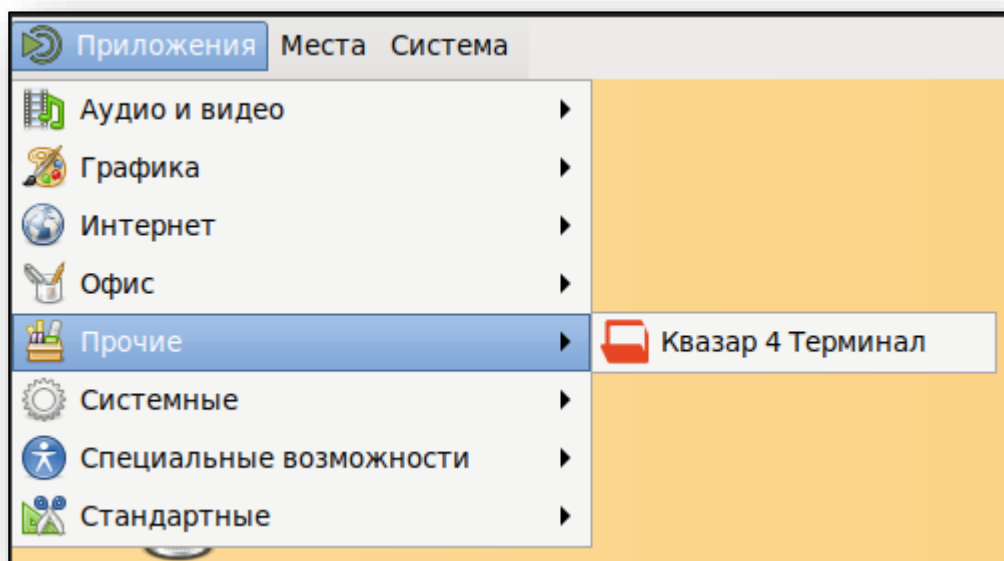 Приложения Места Система
Аудио и видео
Графика
Интернет
Офис
Прочие
Квазар 4 Терминал
Системные
Специальные возможности
Стандартные